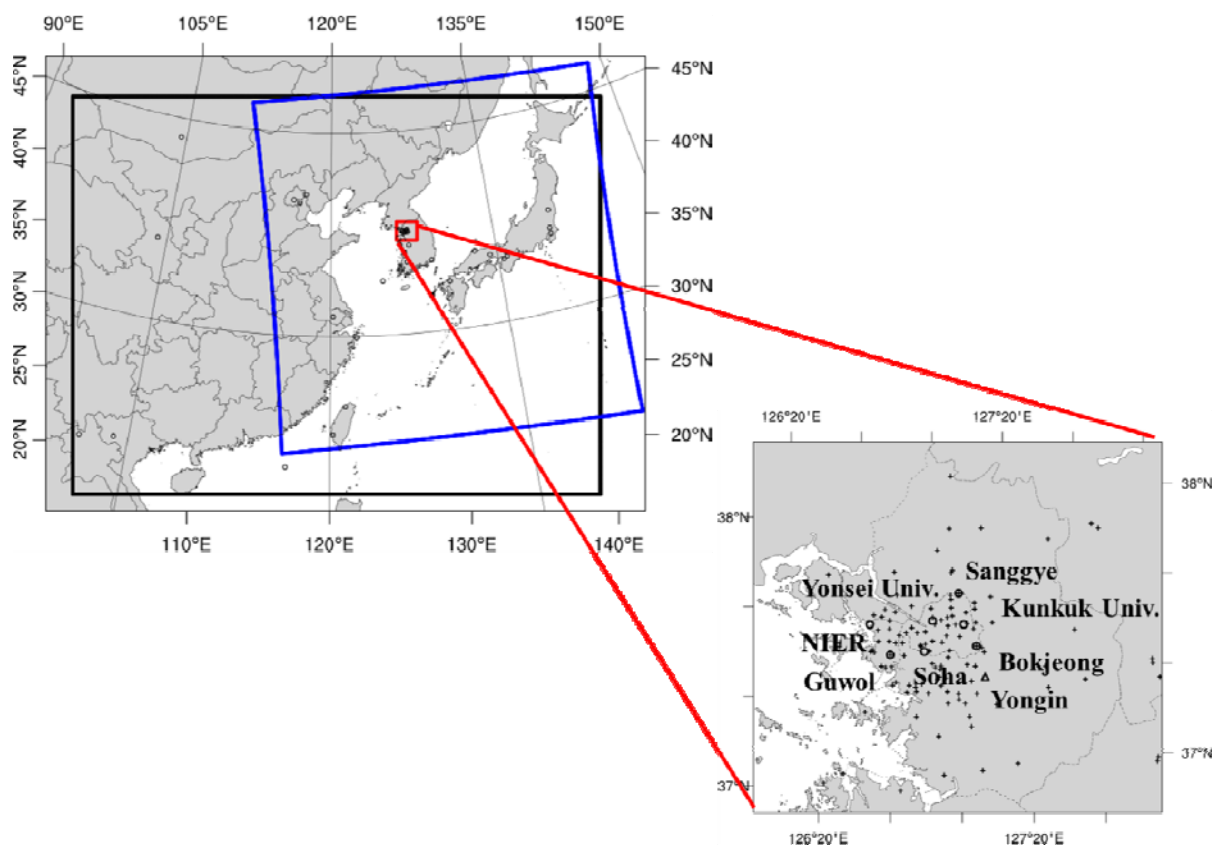 90°E 105°E 120°E 135°E 150°E
45°N 45°N
40°N 40°N
35°N 35°N
30°N 30°N
25°N 25°N
20°N 20°N
110°E 120°E 130°E 140°E
126°20'E 127°20'E
38°N
38°N
Sanggye
Yonsei Univ.
Kunkuk Univ.
NIER
Bokjeong
Guwol Soha
Yongin
37°N
37°N
126°20'E 127°20'E